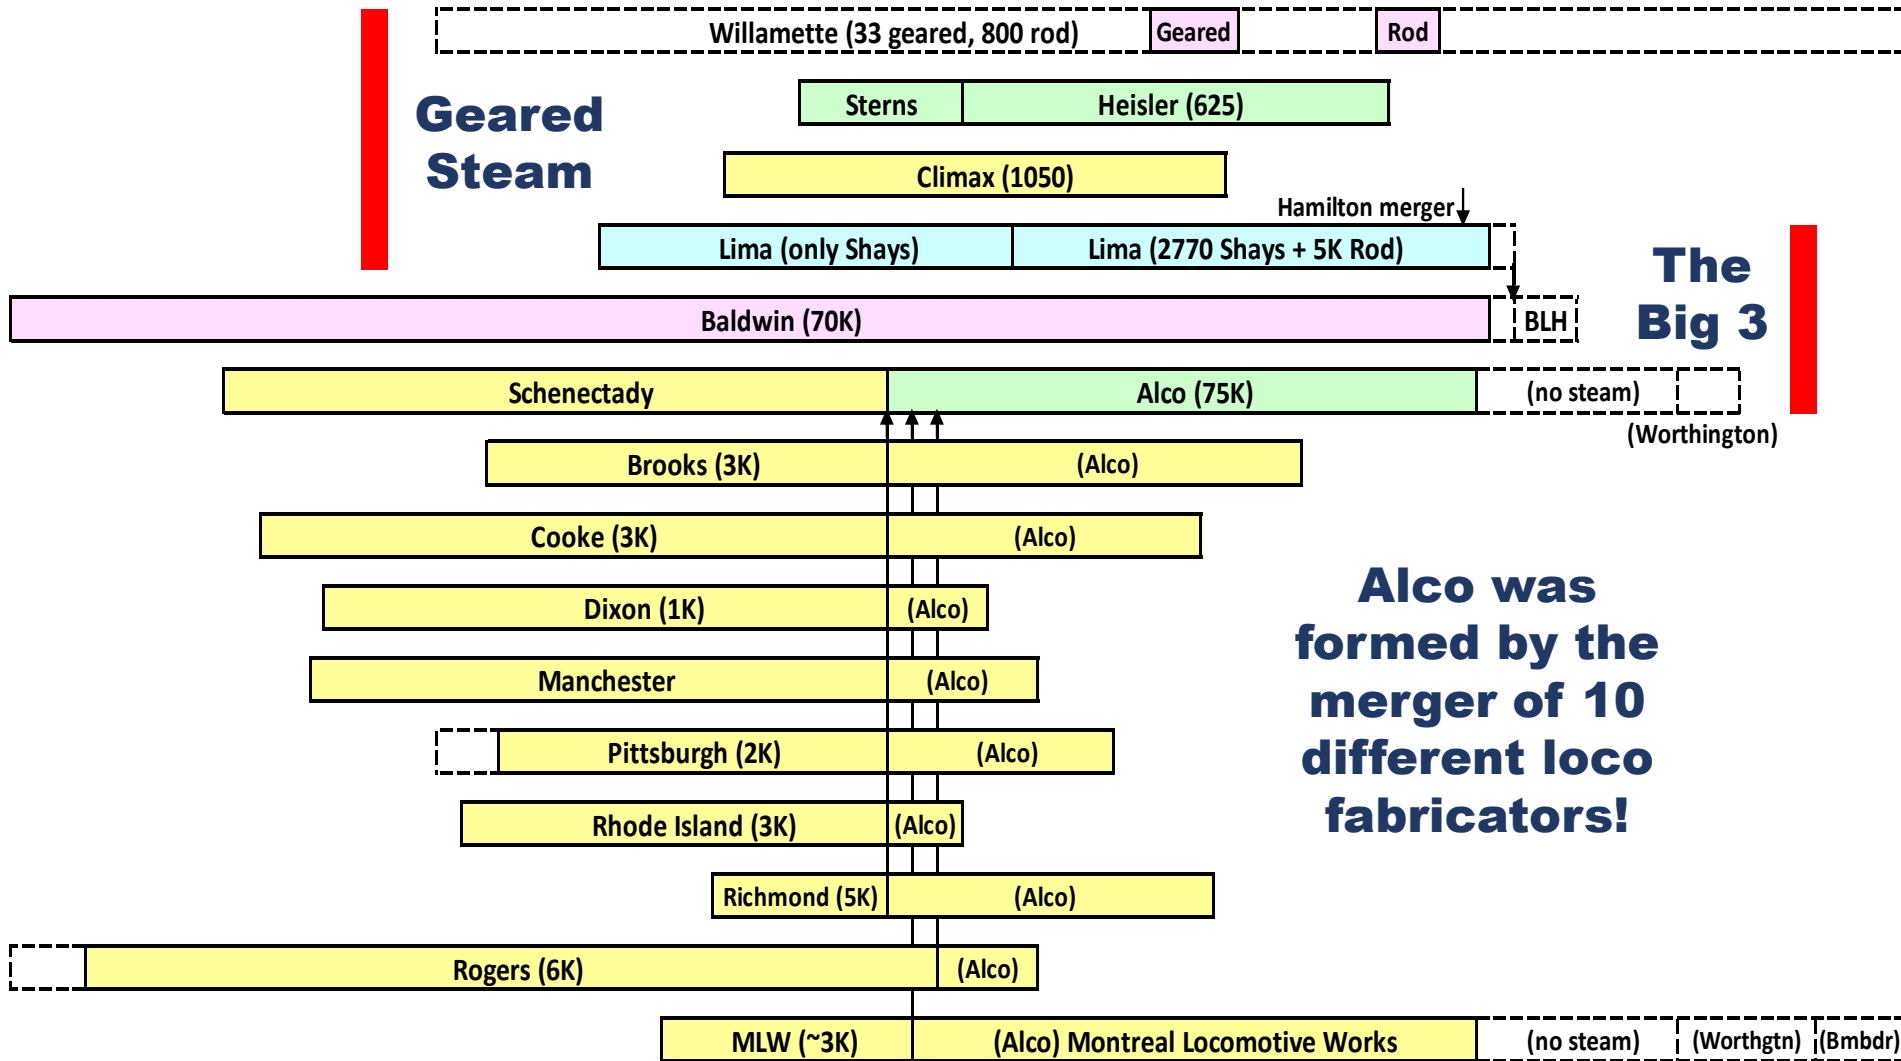 Willamette (33 geared, 800 rod) Geared Rod
Geared
Steam
Sterns Heisler (625)
Climax (1050)
Hamilton merger
Lima (only Shays) Lima (2770 Shays + 5K Rod)
The
Big 3
Baldwin (70K) BLH
Schenectady Alco (75K) (no steam)
(Worthington)
Brooks (3K) (Alco)
Cooke (3K) (Alco)
Dixon (1K) (Alco)
Manchester (Alco)
Pittsburgh (2K) (Alco)
Rhode Island (3K) (Alco)
Richmond (5K) (Alco)
Rogers (6K) (Alco)
MLW (~3K) (Alco) Montreal Locomotive Works (no steam) (Worthgtn) (Bmbdr)
Alco was
formed by the
merger of 10
different loco
fabricators!